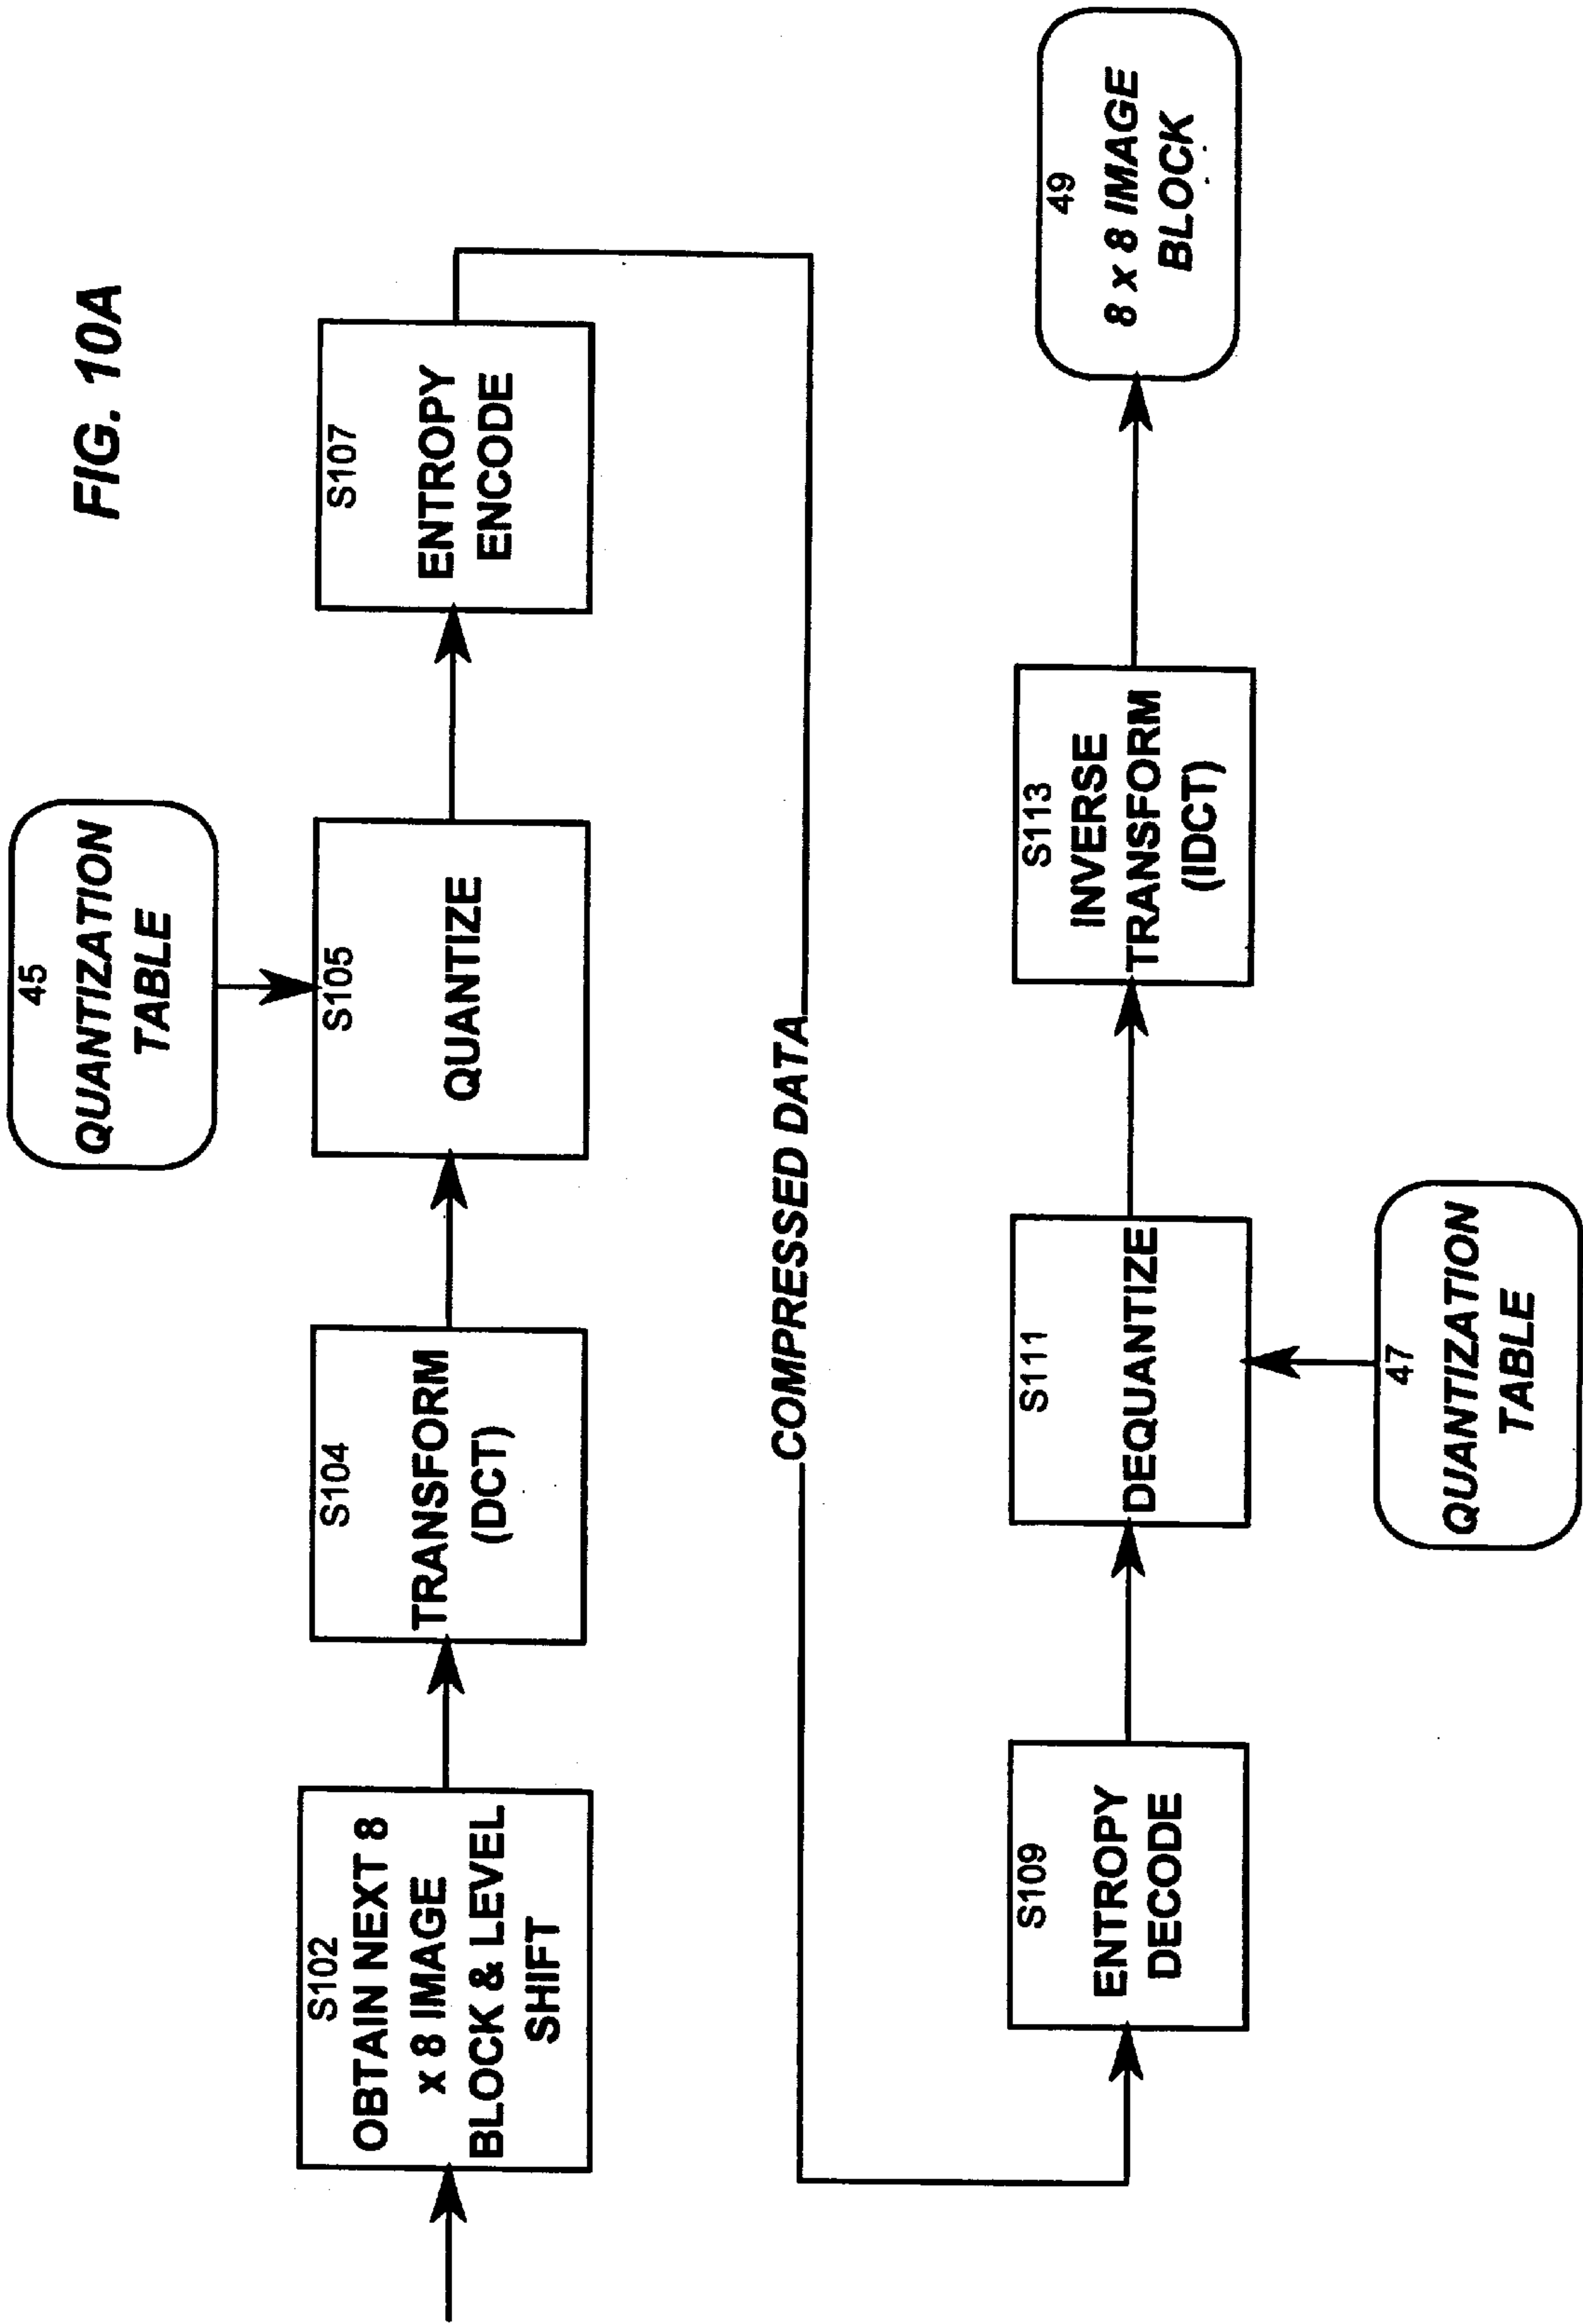 FIG. 10A
45
QUANTIZATION
TABLE
S102
OBTAIN NEXT 8
x 8 IMAGE
BLOCK & LEVEL
SHIFT
S104
TRANSFORM
(DCT)
S105
QUANTIZE
S107
ENTROPY
ENCODE
COMPRESSED DATA
S109
ENTROPY
DECODE
S111
DEQUANTIZE
47
QUANTIZATION
TABLE
S113
INVERSE
TRANSFORM
(IDCT)
49
8 x 8 IMAGE
BLOCK